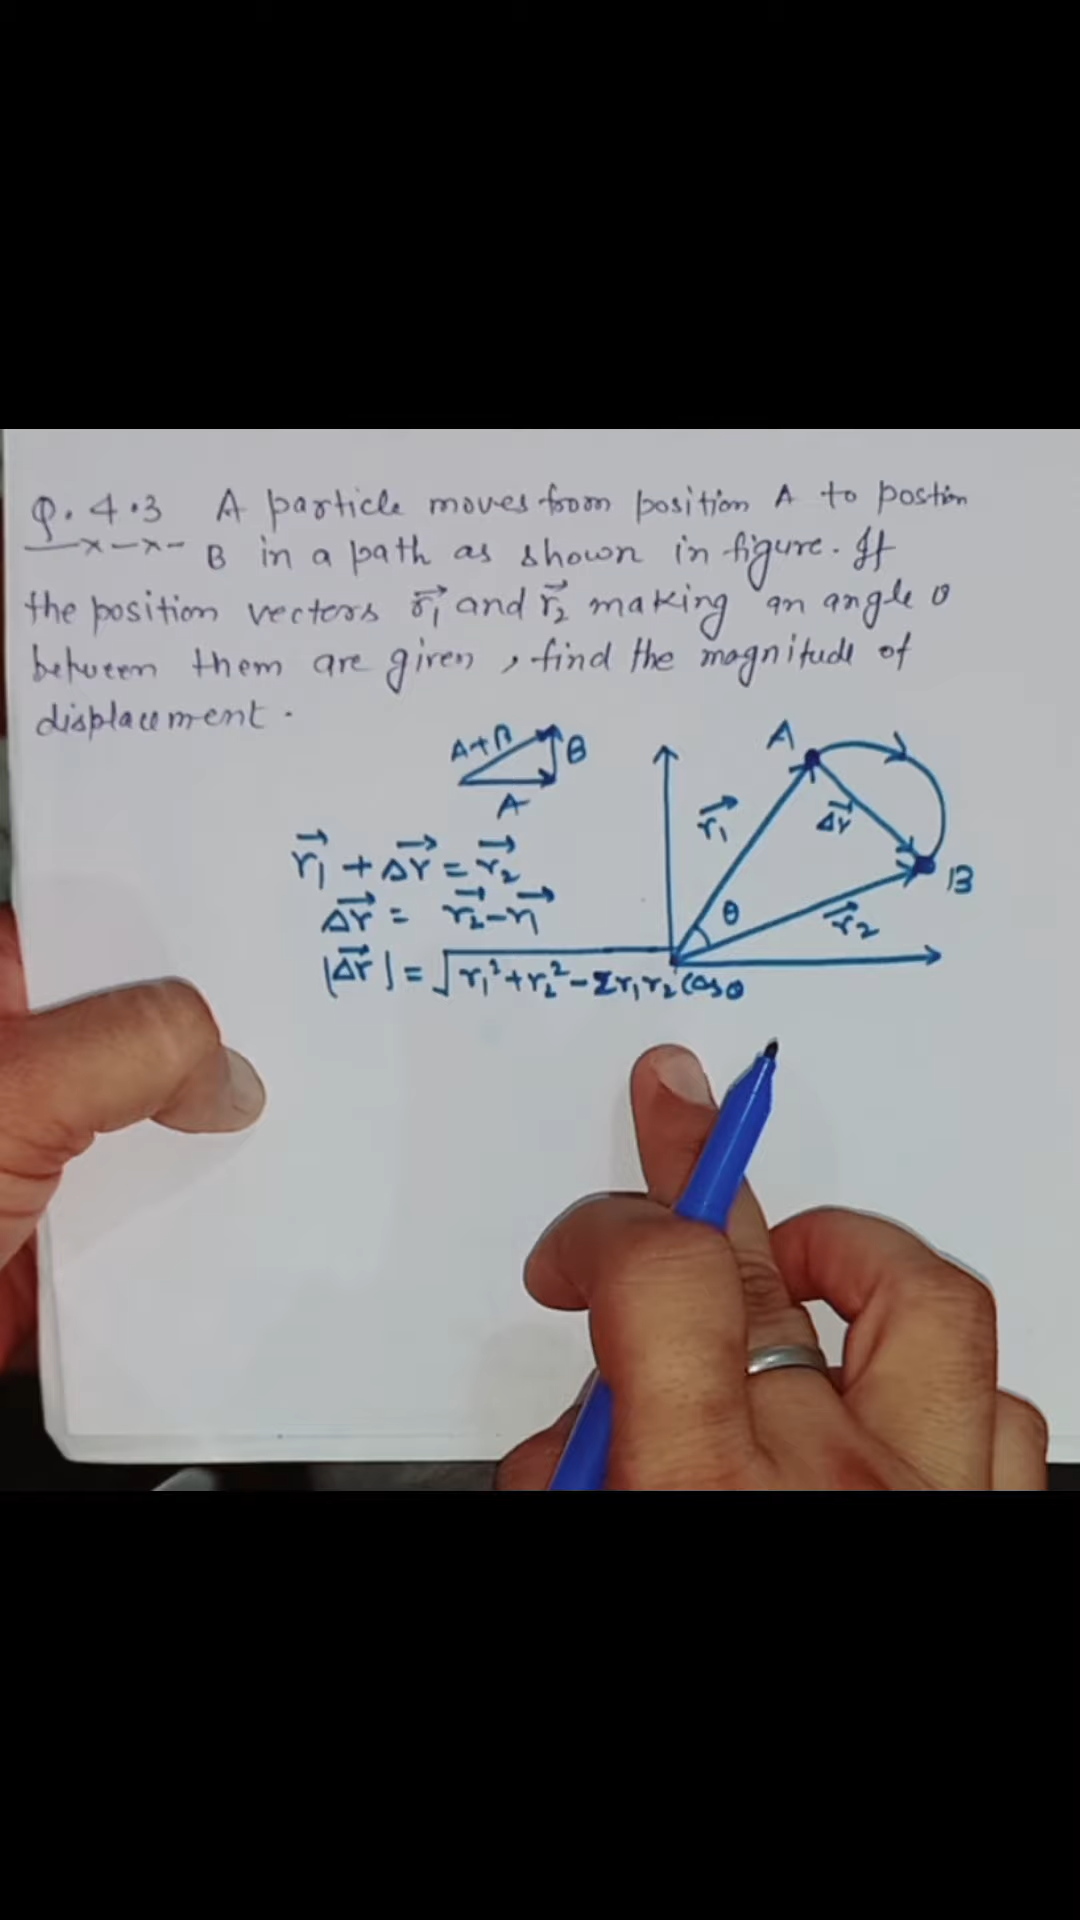 Q. 4.3 A particle moves from position A to postion
B in a path as shown in figure. If
the position vectors r₁⃗ and r₂⃗ making an angle θ
between them are given, find the magnitude of
displacement.
A+B
B
A
r₁⃗ + Δr⃗ = r₂⃗
Δr⃗ = r₂⃗ - r₁⃗
|Δr⃗| = √r₁² + r₂² - 2r₁r₂ Cosθ
A
r₁⃗
Δr⃗
B
θ
r₂⃗